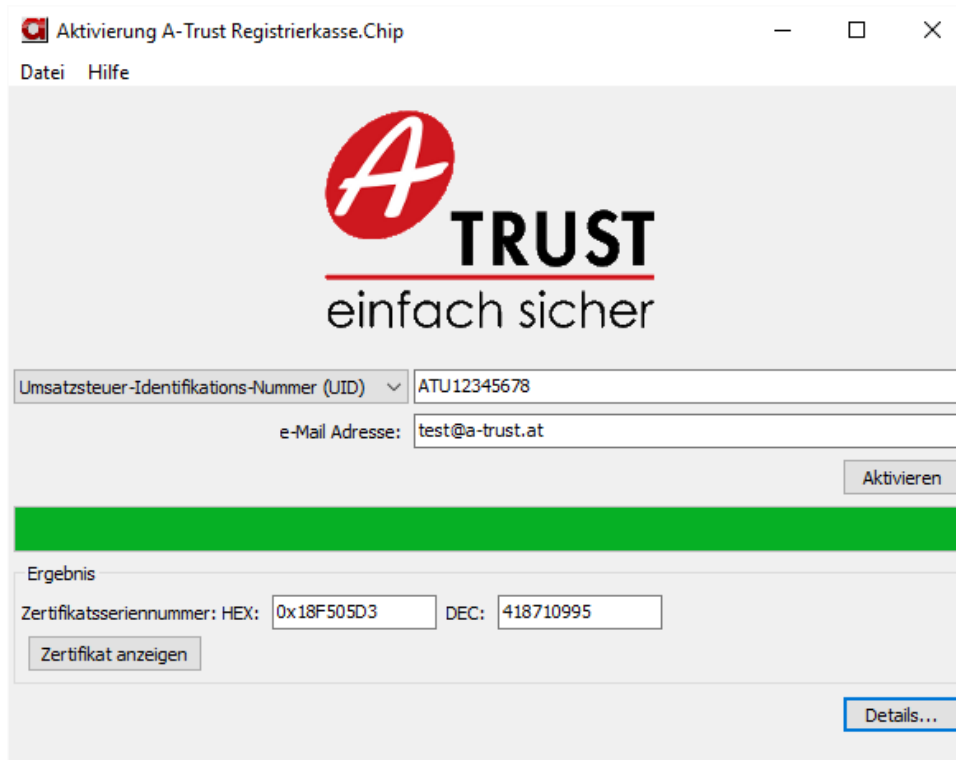 Aktivierung A-Trust Registrierkasse.Chip
Datei Hilfe
A
TRUST
einfach sicher
Umsatzsteuer-Identifikations-Nummer (UID) ATU12345678
e-Mail Adresse: test@a-trust.at
Aktivieren
Ergebnis
Zertifikatsseriennummer: HEX: 0x18F505D3 DEC: 418710995
Zertifikat anzeigen
Details...